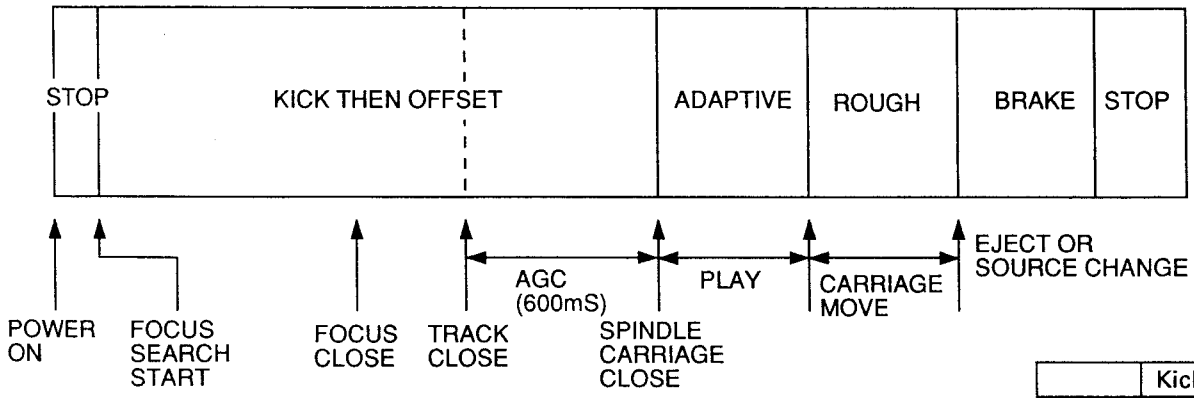 STOP
KICK THEN OFFSET
ADAPTIVE
ROUGH
BRAKE
STOP
POWER
ON
FOCUS
SEARCH
START
FOCUS
CLOSE
TRACK
CLOSE
AGC
(600mS)
SPINDLE
CARRIAGE
CLOSE
PLAY
CARRIAGE
MOVE
EJECT OR
SOURCE CHANGE